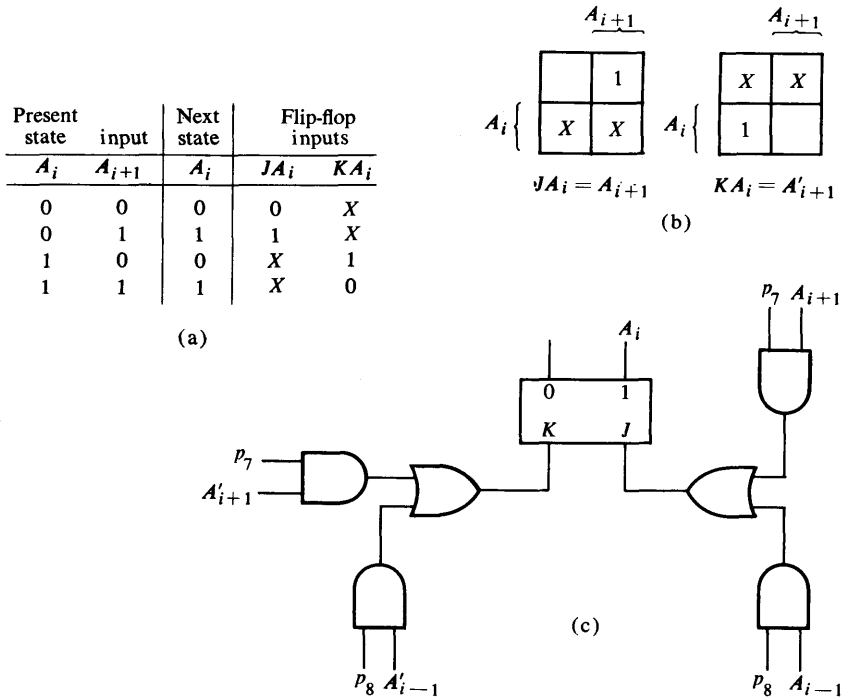 Present state input Next state Flip-flop inputs
A_i A_{i+1} A_i JA_i KA_i
0 0 0 0 X
0 1 1 1 X
1 0 0 X 1
1 1 1 X 0
(a)
A_{i+1} A_{i+1}
1 X X
A_i { X X A_i { 1
JA_i = A_{i+1} KA_i = A'_{i+1}
(b)
p_7 A_{i+1}
A_i
0 1
K J
p_7
A'_{i+1}
(c)
p_8 A'_{i-1} p_8 A_{i-1}